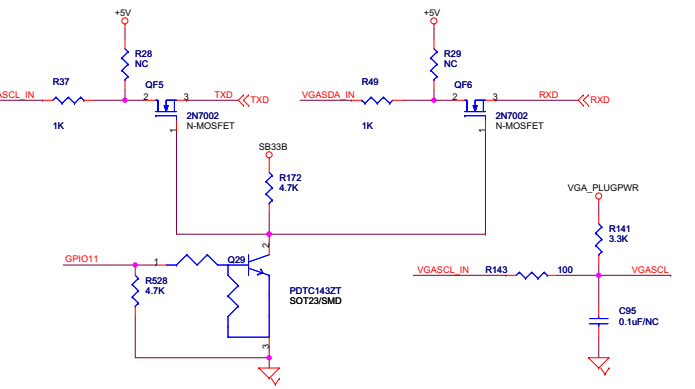 +5V
+5V
R28
NC
R29
NC
R37
R49
QF5
QF6
ASCL_IN
2
3
TXD
TXD
VGASDA_IN
2
3
RXD
RXD
1K
2N7002
N-MOSFET
1
1K
2N7002
N-MOSFET
1
SB33B
R172
4.7K
VGA_PLUGPWR
R141
3.3K
2
GPIO11
1
Q29
VGASCL_IN
R143
100
VGASCL
R528
4.7K
PDTC143ZT
SOT23/SMD
C95
0.1uF/NC
3